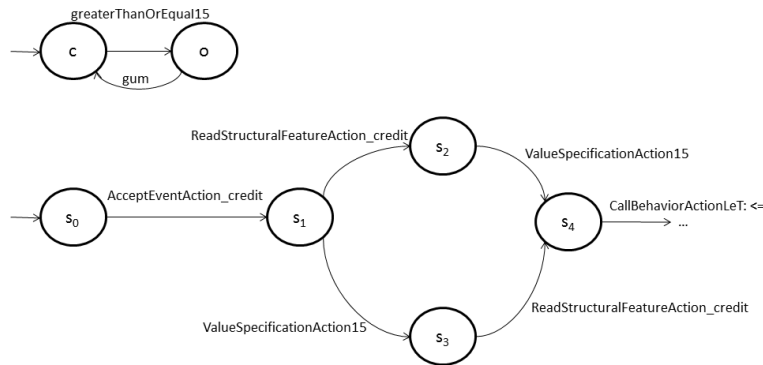 greaterThanOrEqual15
c
o
gum
ReadStructuralFeatureAction_credit
s2
ValueSpecificationAction15
AcceptEventAction_credit
CallBehaviorActionLeT: <=
s0
s1
s4
...
ValueSpecificationAction15
s3
ReadStructuralFeatureAction_credit